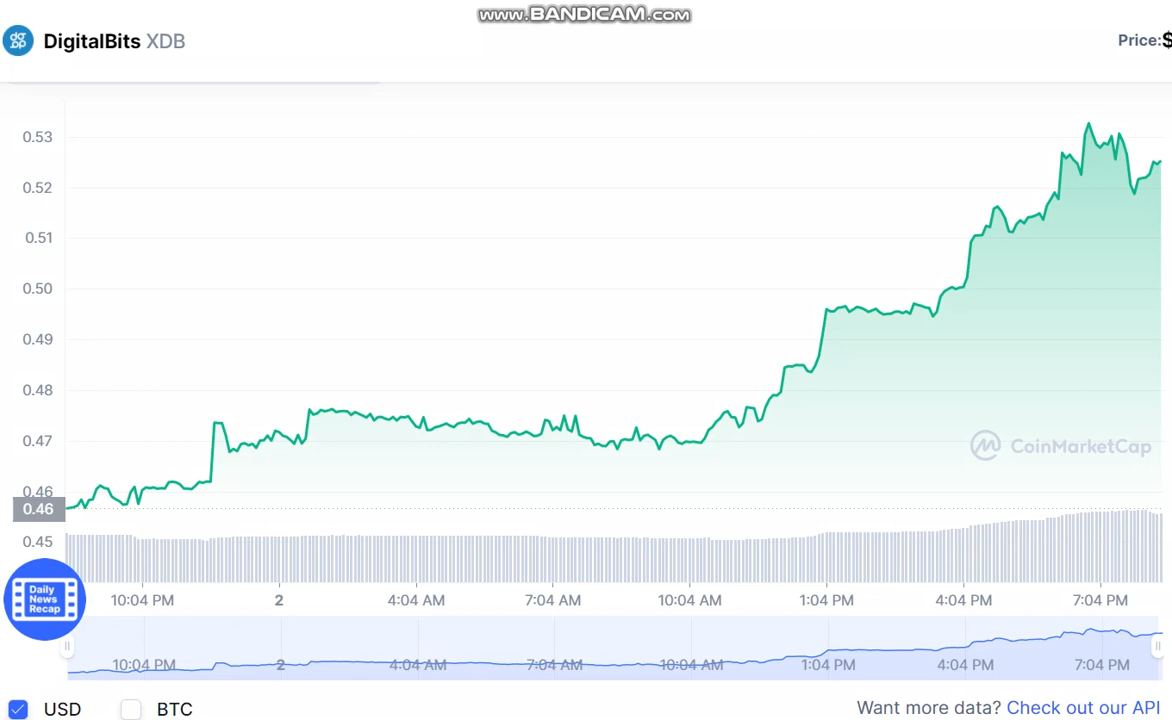 www.BANDICAM.com
DigitalBits XDB
Price:$
0.53
0.52
0.51
0.50
0.49
0.48
0.47
0.46
0.46
0.45
CoinMarketCap
Daily
News
Recap
10:04 PM 2 4:04 AM 7:04 AM 10:04 AM 1:04 PM 4:04 PM 7:04 PM
10:04 PM 2 4:04 AM 7:04 AM 10:04 AM 1:04 PM 4:04 PM 7:04 PM
USD BTC
Want more data? Check out our API